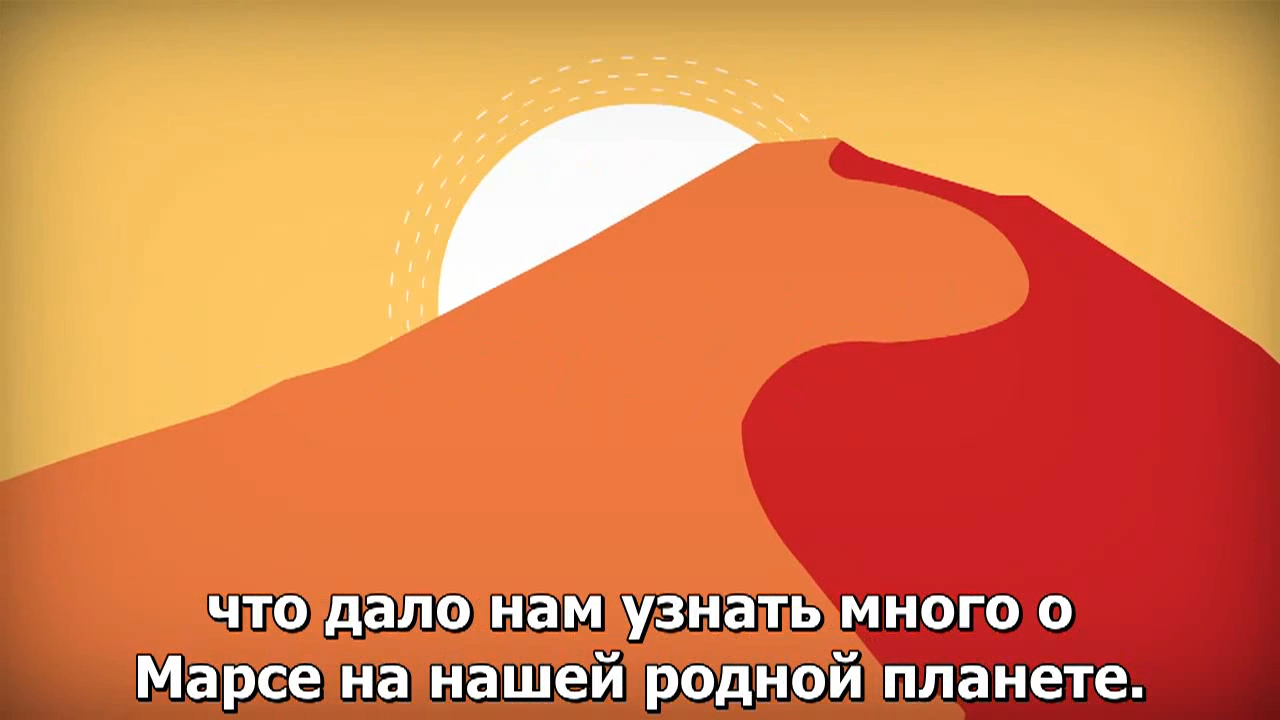 что дало нам узнать много о
Марсе на нашей родной планете.